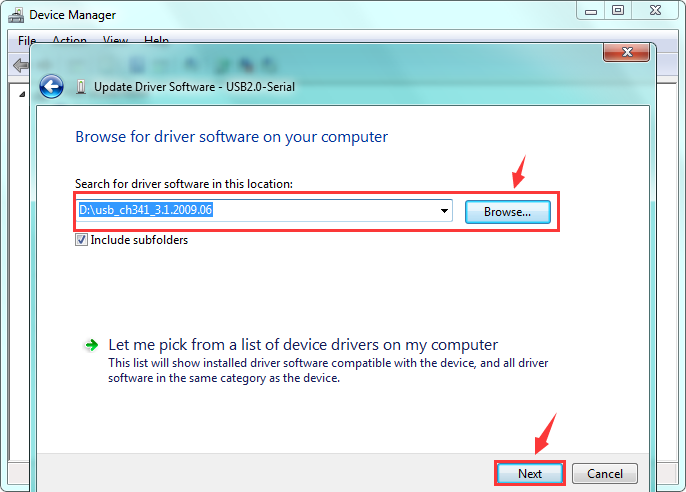 Device Manager
File Action View Help
Update Driver Software - USB2.0-Serial
Browse for driver software on your computer
Search for driver software in this location:
D:\usb_ch341_3.1.2009.06
Browse...
Include subfolders
Let me pick from a list of device drivers on my computer
This list will show installed driver software compatible with the device, and all driver
software in the same category as the device.
Next Cancel